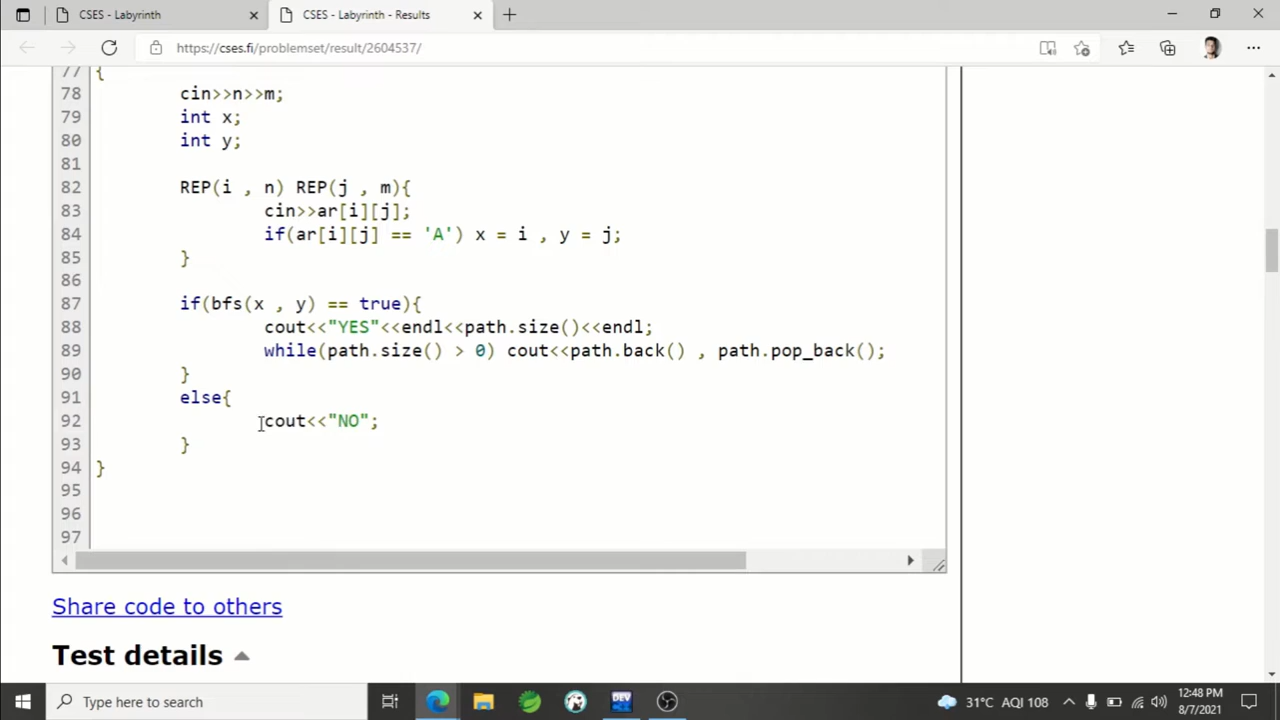 CSES - Labyrinth
CSES - Labyrinth - Results
https://cses.fi/problemset/result/2604537/
77 {
78 cin>>n>>m;
79 int x;
80 int y;
81
82 REP(i , n) REP(j , m){
83 cin>>ar[i][j];
84 if(ar[i][j] == 'A') x = i , y = j;
85 }
86
87 if(bfs(x , y) == true){
88 cout<<"YES"<<endl<<path.size()<<endl;
89 while(path.size() > 0) cout<<path.back() , path.pop_back();
90 }
91 else{
92 cout<<"NO";
93 }
94 }
95
96
97
Share code to others
Test details
Type here to search
DEV
31°C AQI 108
12:48 PM
8/7/2021